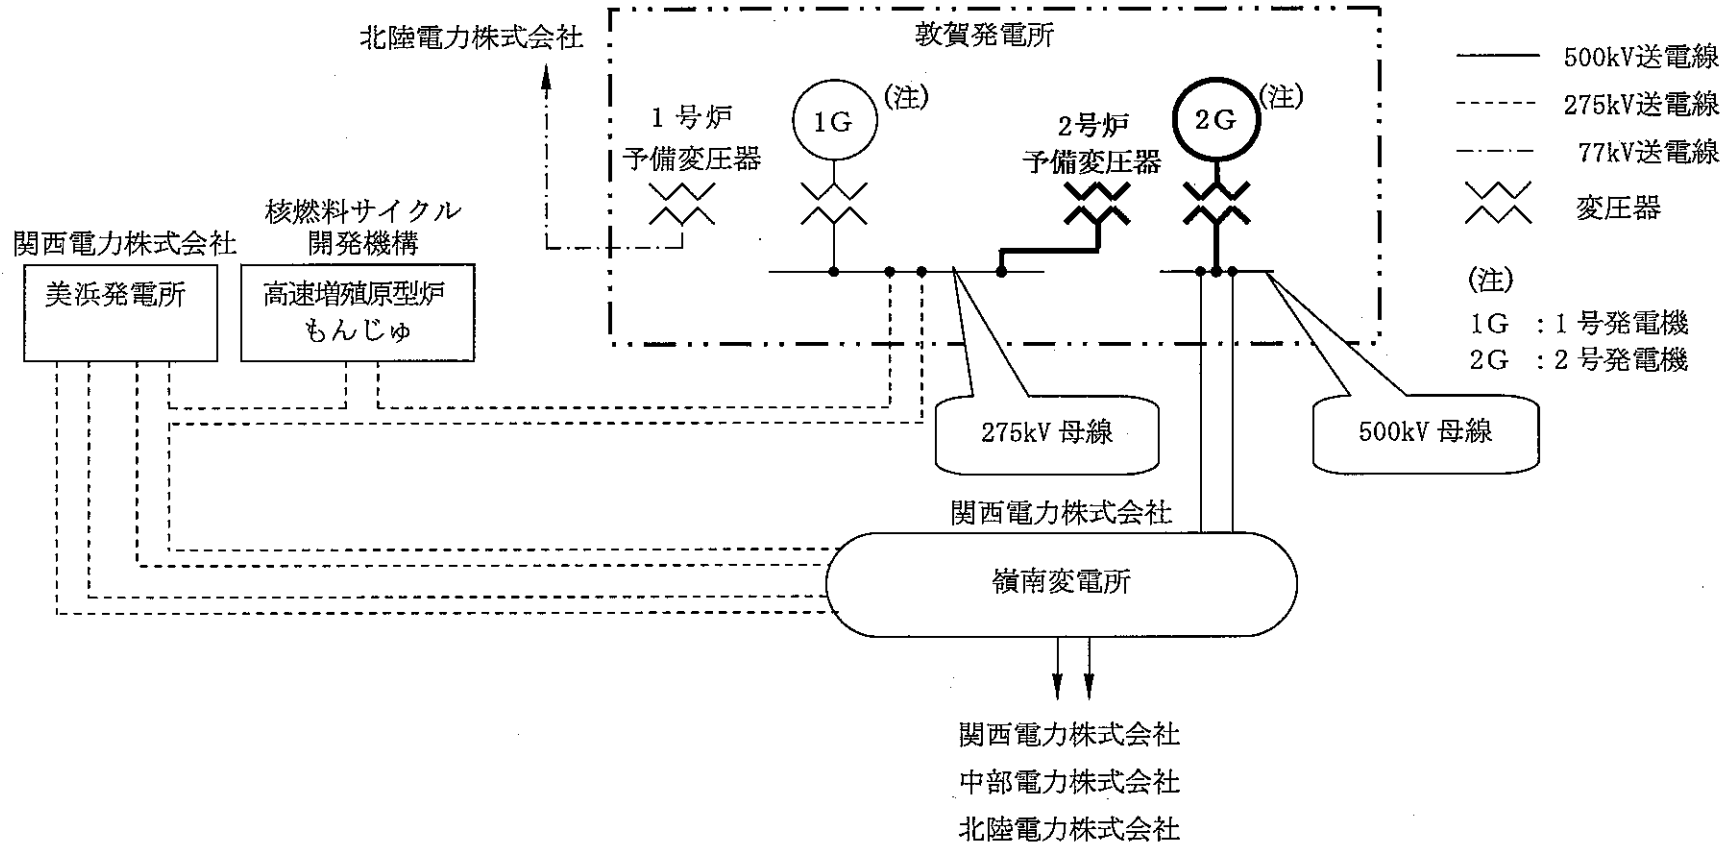 北陸電力株式会社
敦賀発電所
1号炉
予備変圧器
1G
(注)
2号炉
予備変圧器
2G
(注)
500kV送電線
275kV送電線
77kV送電線
変圧器
(注)
1G :1号発電機
2G :2号発電機
関西電力株式会社
美浜発電所
核燃料サイクル
開発機構
高速増殖原型炉
もんじゅ
275kV 母線
500kV 母線
関西電力株式会社
嶺南変電所
関西電力株式会社
中部電力株式会社
北陸電力株式会社